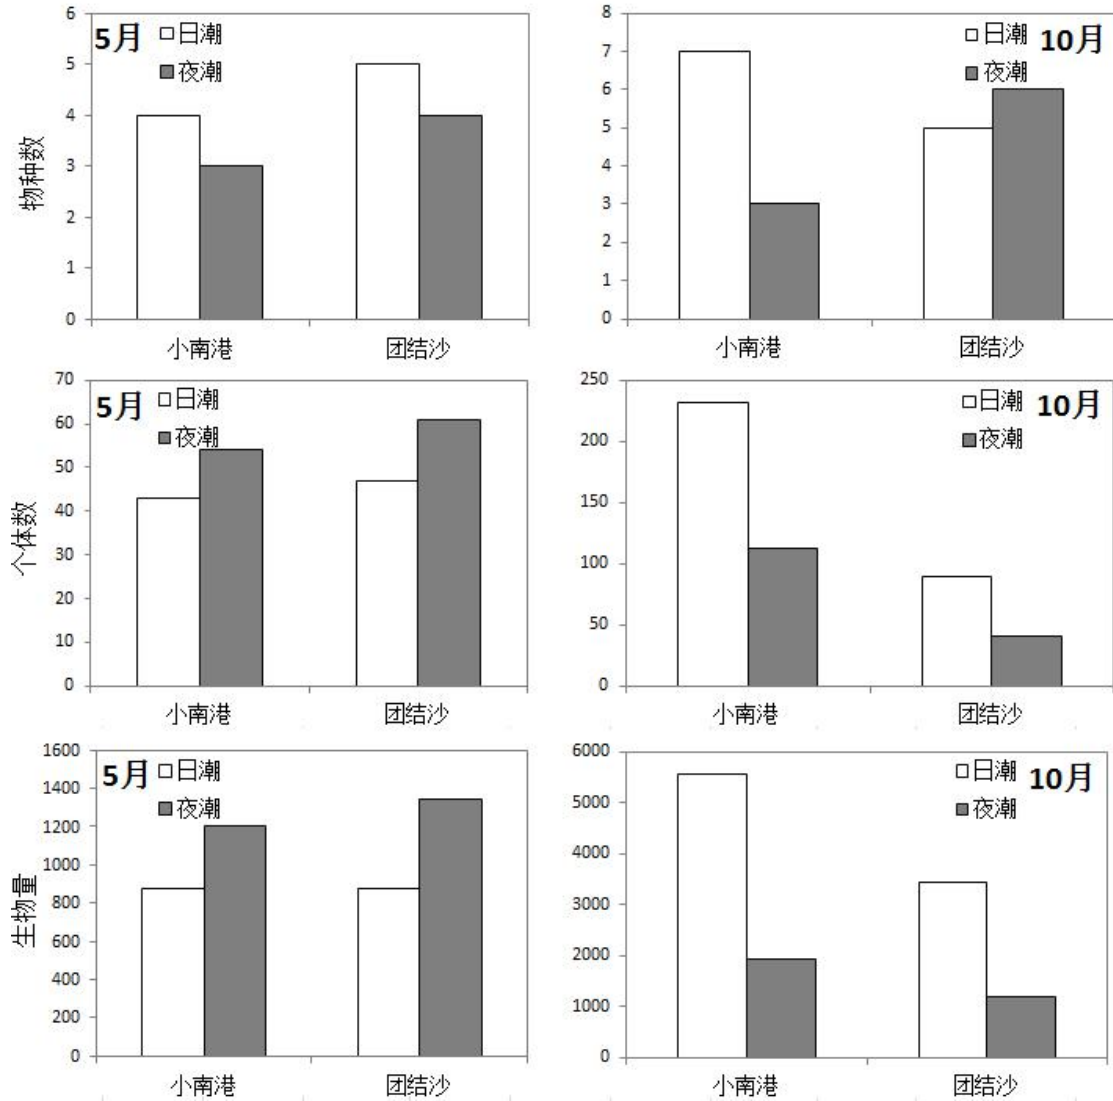 物种数
5月
日潮
夜潮
6
5
4
3
2
1
0
小南港
团结沙
10月
日潮
夜潮
8
7
6
5
4
3
2
1
0
小南港
团结沙
个体数
5月
日潮
夜潮
70
60
50
40
30
20
10
0
小南港
团结沙
10月
日潮
夜潮
250
200
150
100
50
0
小南港
团结沙
生物量
5月
日潮
夜潮
1600
1400
1200
1000
800
600
400
200
0
小南港
团结沙
10月
日潮
夜潮
6000
5000
4000
3000
2000
1000
0
小南港
团结沙